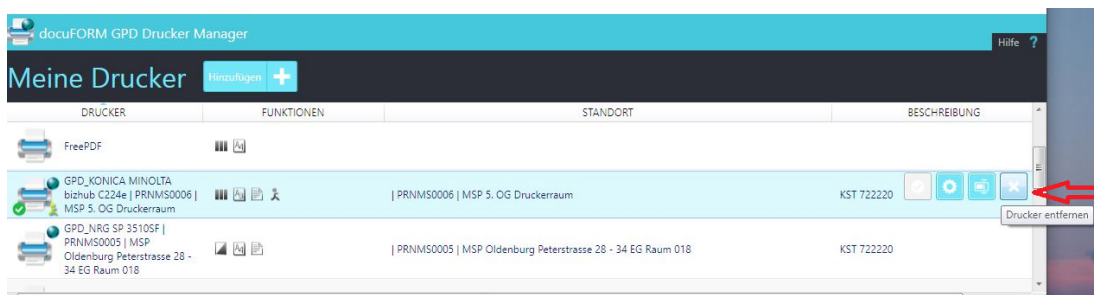 docuFORM GPD Drucker Manager
Hilfe ?
Meine Drucker Hinzufügen
DRUCKER FUNKTIONEN STANDORT BESCHREIBUNG
FreePDF
GPD_KONICA MINOLTA
bizhub C224e | PRNMS0006 |
MSP 5. OG Druckerraum
| PRNMS0006 | MSP 5. OG Druckerraum
KST 722220
Drucker entfernen
GPD_NRG SP 3510SF |
PRNMS0005 | MSP
Oldenburg Peterstrasse 28 -
34 EG Raum 018
| PRNMS0005 | MSP Oldenburg Peterstrasse 28 - 34 EG Raum 018
KST 722220